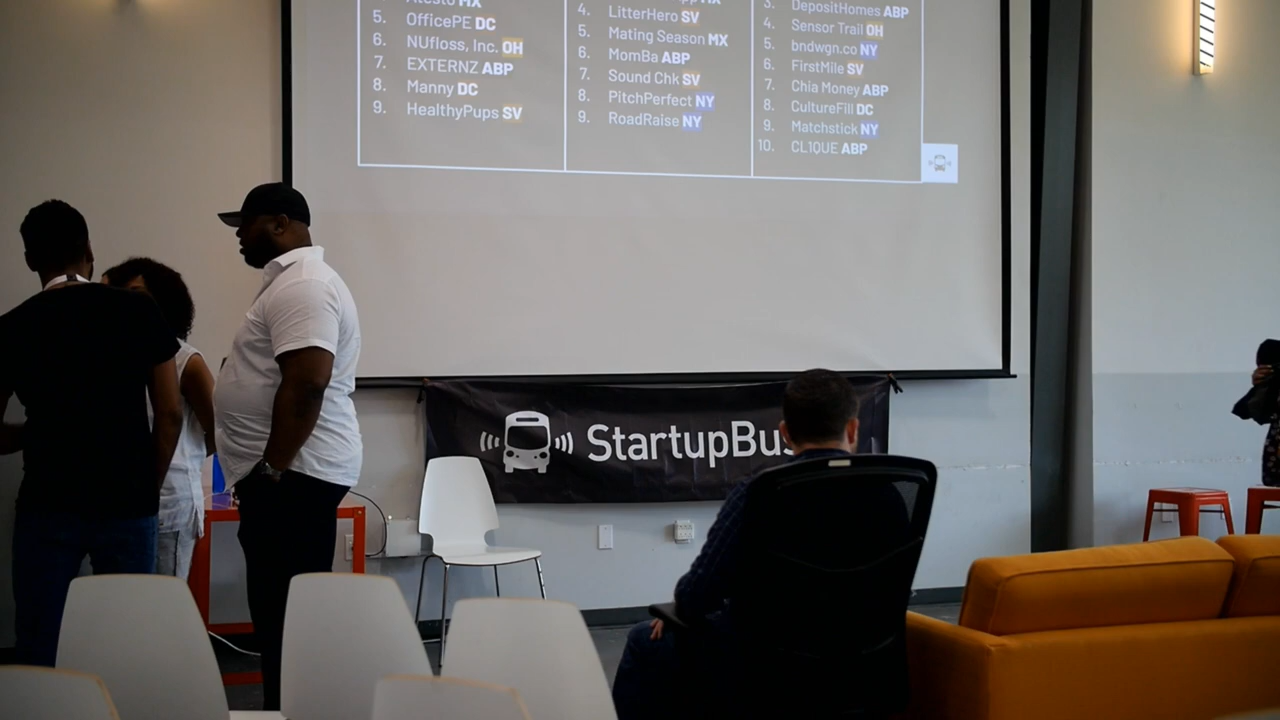 5. OfficePE DC
6. NUfloss, Inc. OH
7. EXTERNZ ABP
8. Manny DC
9. HealthyPups SV
4. LitterHero SV
5. Mating Season MX
6. MomBa ABP
7. Sound Chk SV
8. PitchPerfect NY
9. RoadRaise NY
3. DepositHomes ABP
4. Sensor Trail OH
5. bndwgn.co NY
6. FirstMile SV
7. Chia Money ABP
8. CultureFill DC
9. Matchstick NY
10. CL1QUE ABP
StartupBus